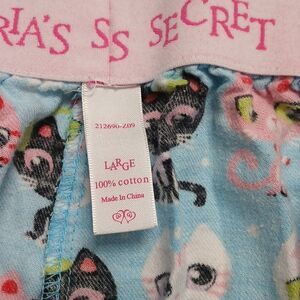 RIA'S SS SECRET
212690-Z09
LARGE
100% cotton
Made In China